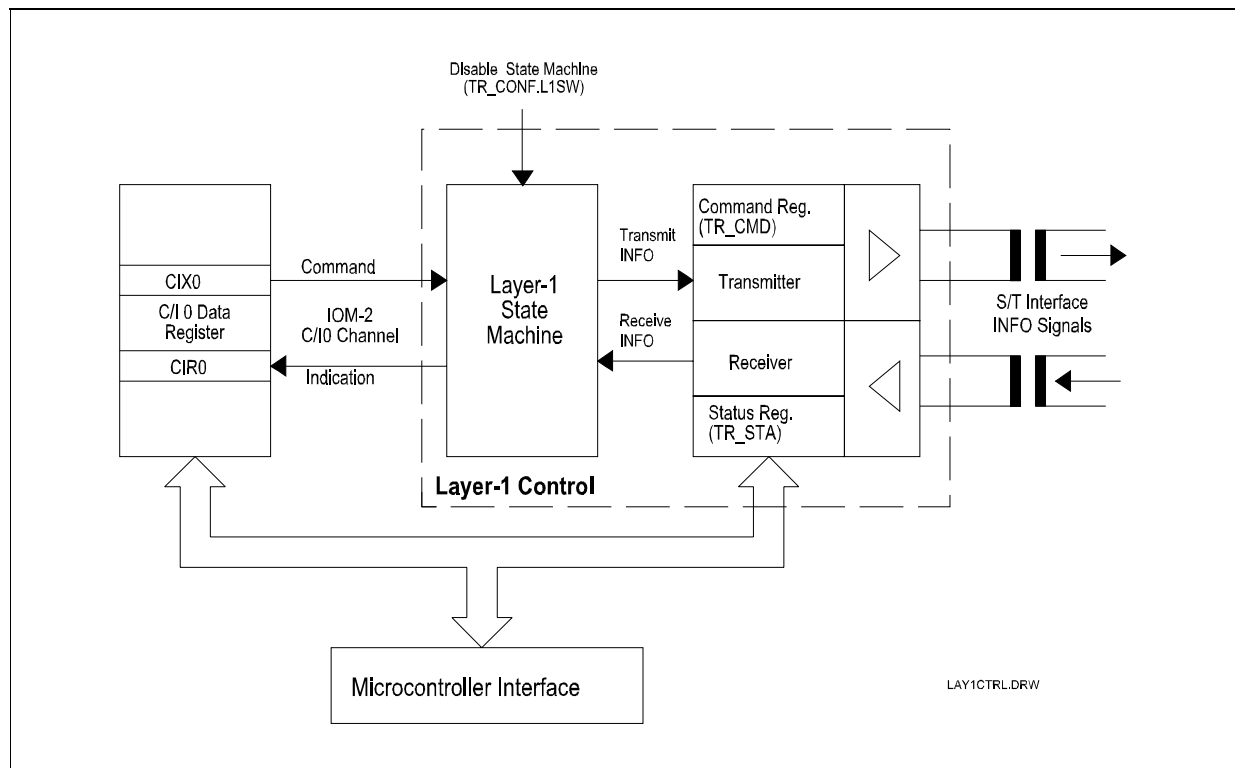 Disable State Machine
(TR_CONF.L1SW)
CIX0
C/I 0 Data
Register
CIR0
Command
IOM-2
C/I0 Channel
Indication
Layer-1
State
Machine
Transmit
INFO
Receive
INFO
Command Reg.
(TR_CMD)
Transmitter
Receiver
Status Reg.
(TR_STA)
S/T Interface
INFO Signals
Layer-1 Control
Microcontroller Interface
LAY1CTRL.DRW